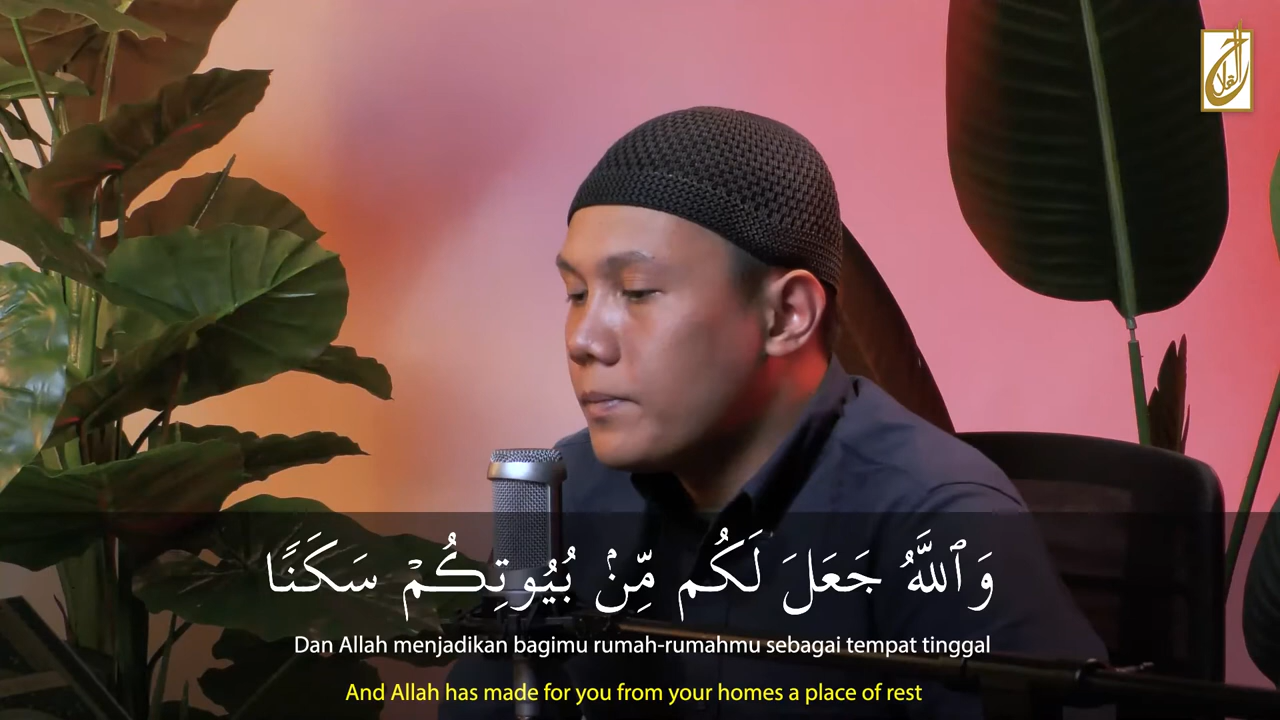 وَٱللَّهُ جَعَلَ لَكُم مِّنۢ بُيُوتِكُمْ سَكَنًۭا
Dan Allah menjadikan bagimu rumah-rumahmu sebagai tempat tinggal
And Allah has made for you from your homes a place of rest